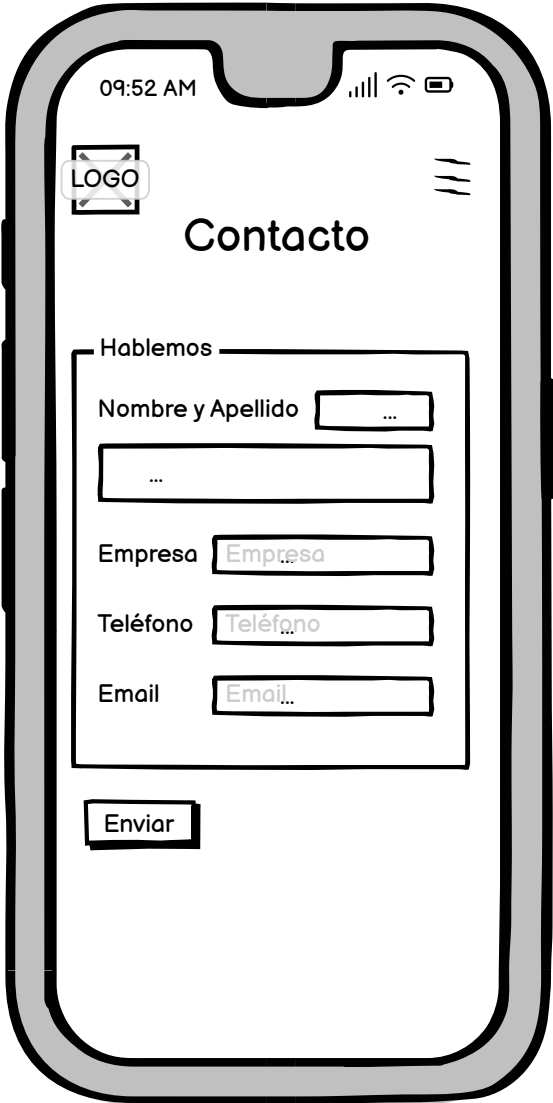 09:52 AM
LOGO
Contacto
Hablemos
Nombre y Apellido ...
...
Empresa Empresa ...
Teléfono Teléfono ...
Email Email ...
Enviar